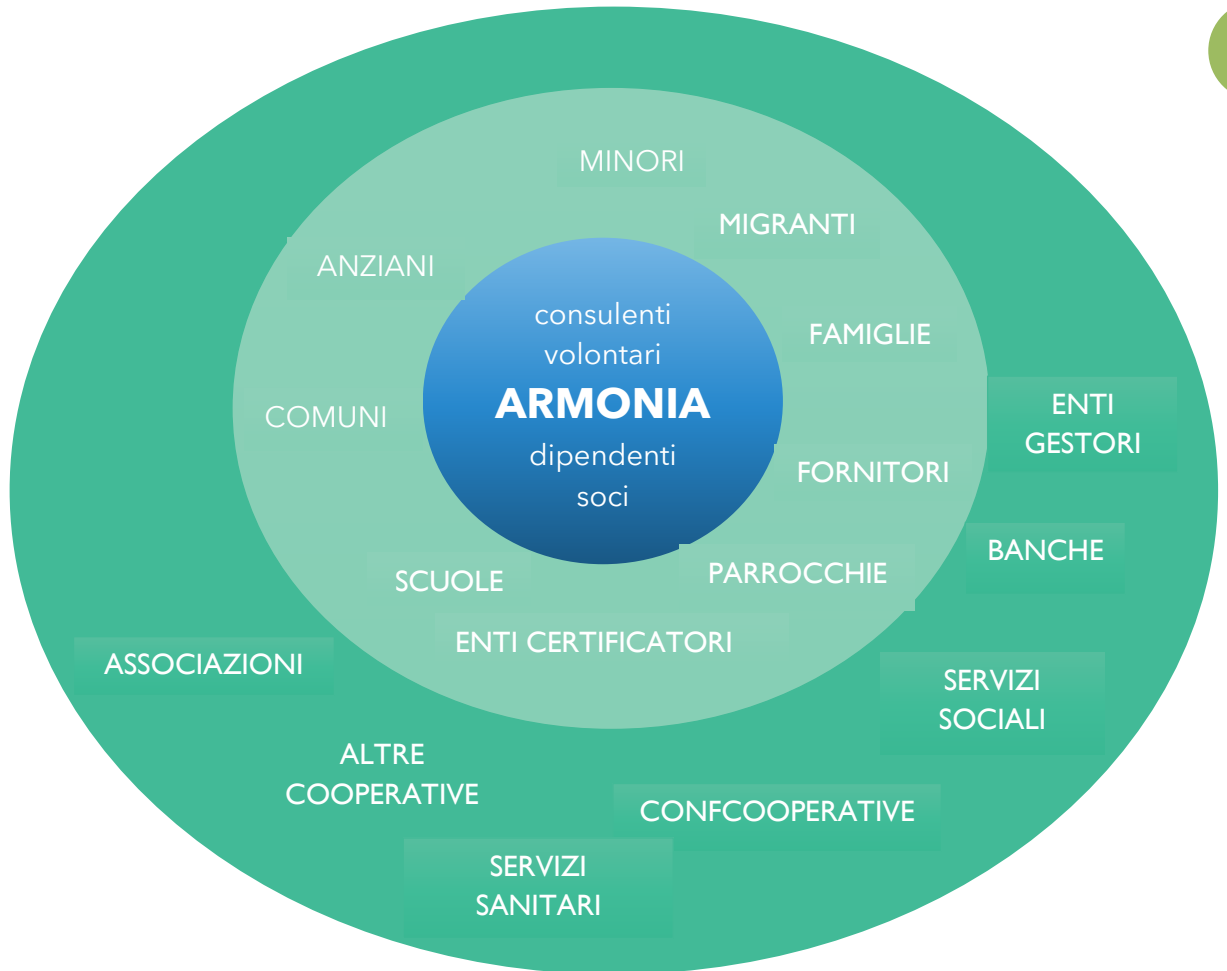 MINORI
MIGRANTI
ANZIANI
consulenti
volontari
FAMIGLIE
ARMONIA
COMUNI
ENTI
GESTORI
dipendenti
soci
FORNITORI
BANCHE
SCUOLE
PARROCCHIE
ENTI CERTIFICATORI
ASSOCIAZIONI
SERVIZI
SOCIALI
ALTRE
COOPERATIVE
CONFCOOPERATIVE
SERVIZI
SANITARI